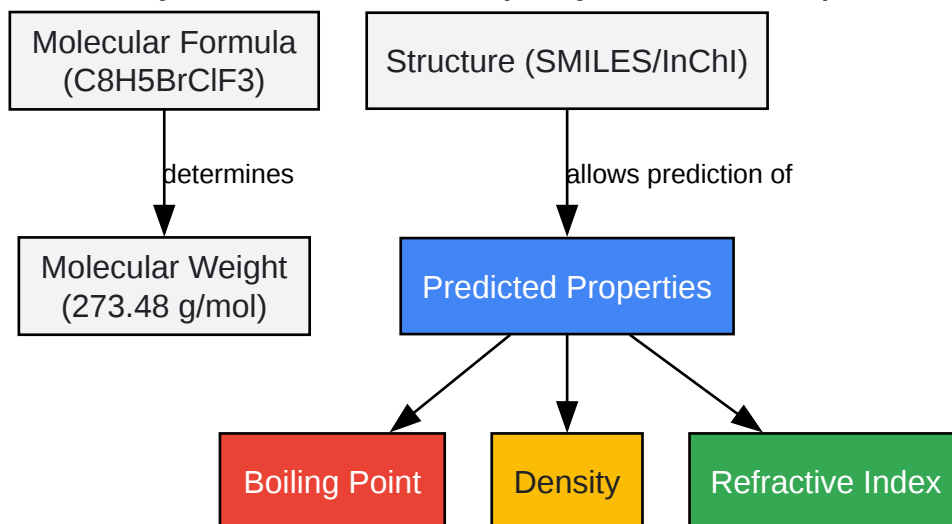 Molecular Formula
(C8H5BrClF3)
Structure (SMILES/InChI)
determines
allows prediction of
Molecular Weight
(273.48 g/mol)
Predicted Properties
Boiling Point
Density
Refractive Index